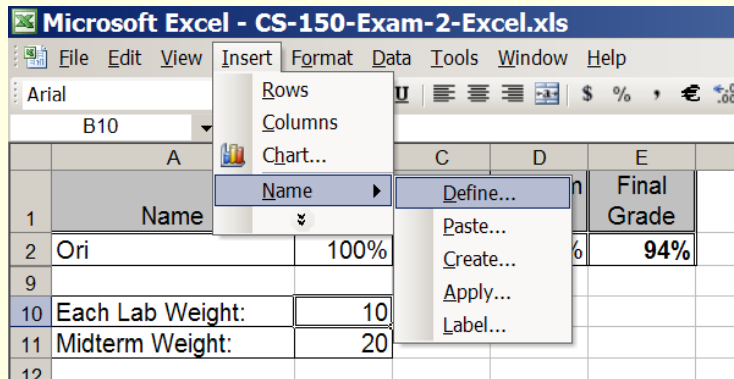 Microsoft Excel - CS-150-Exam-2-Excel.xls
File Edit View Insert Format Data Tools Window Help
Arial U $ % , €
B10
Rows
Columns
Chart...
Name
Define...
Paste...
Create...
Apply...
Label...
A C D E
1 Name Final Grade
2 Ori 100% % 94%
9
10 Each Lab Weight: 10
11 Midterm Weight: 20
12